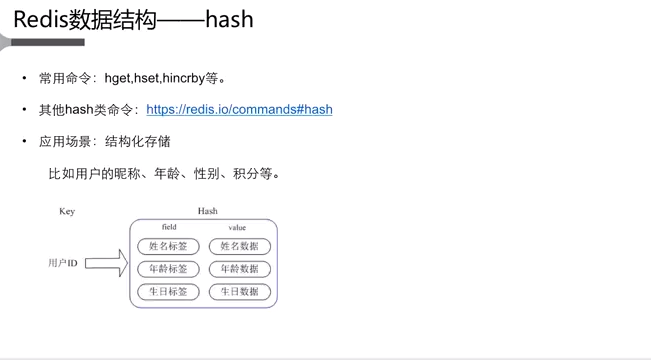 Redis数据结构——hash
• 常用命令：hget,hset,hincrby等。
• 其他hash类命令：https://redis.io/commands#hash
• 应用场景：结构化存储
比如用户的昵称、年龄、性别、积分等。
Key Hash
field value
姓名标签 姓名数据
用户ID 年龄标签 年龄数据
生日标签 生日数据